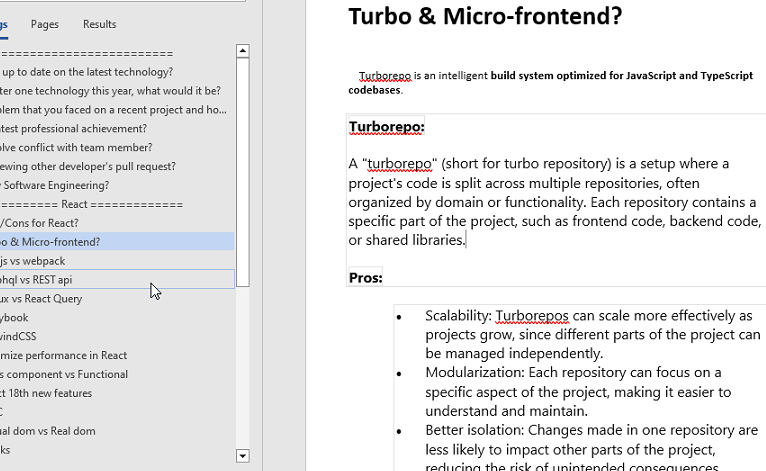 gs Pages Results
========================
up to date on the latest technology?
ter one technology this year, what would it be?
blem that you faced on a recent project and ho...
atest professional achievement?
olve conflict with team member?
iewing other developer's pull request?
Software Engineering?
======== React =============
/Cons for React?
o & Micro-frontend?
js vs webpack
phql vs REST api
ux vs React Query
ybook
windCSS
mize performance in React
s component vs Functional
ct 18th new features
C
ual dom vs Real dom
ks
Turbo & Micro-frontend?
Turborepo is an intelligent build system optimized for JavaScript and TypeScript
codebases.
Turborepo:
A "turborepo" (short for turbo repository) is a setup where a
project's code is split across multiple repositories, often
organized by domain or functionality. Each repository contains a
specific part of the project, such as frontend code, backend code,
or shared libraries.
Pros:
• Scalability: Turborepos can scale more effectively as
projects grow, since different parts of the project can
be managed independently.
• Modularization: Each repository can focus on a
specific aspect of the project, making it easier to
understand and maintain.
• Better isolation: Changes made in one repository are
less likely to impact other parts of the project,
reducing the risk of unintended consequences.